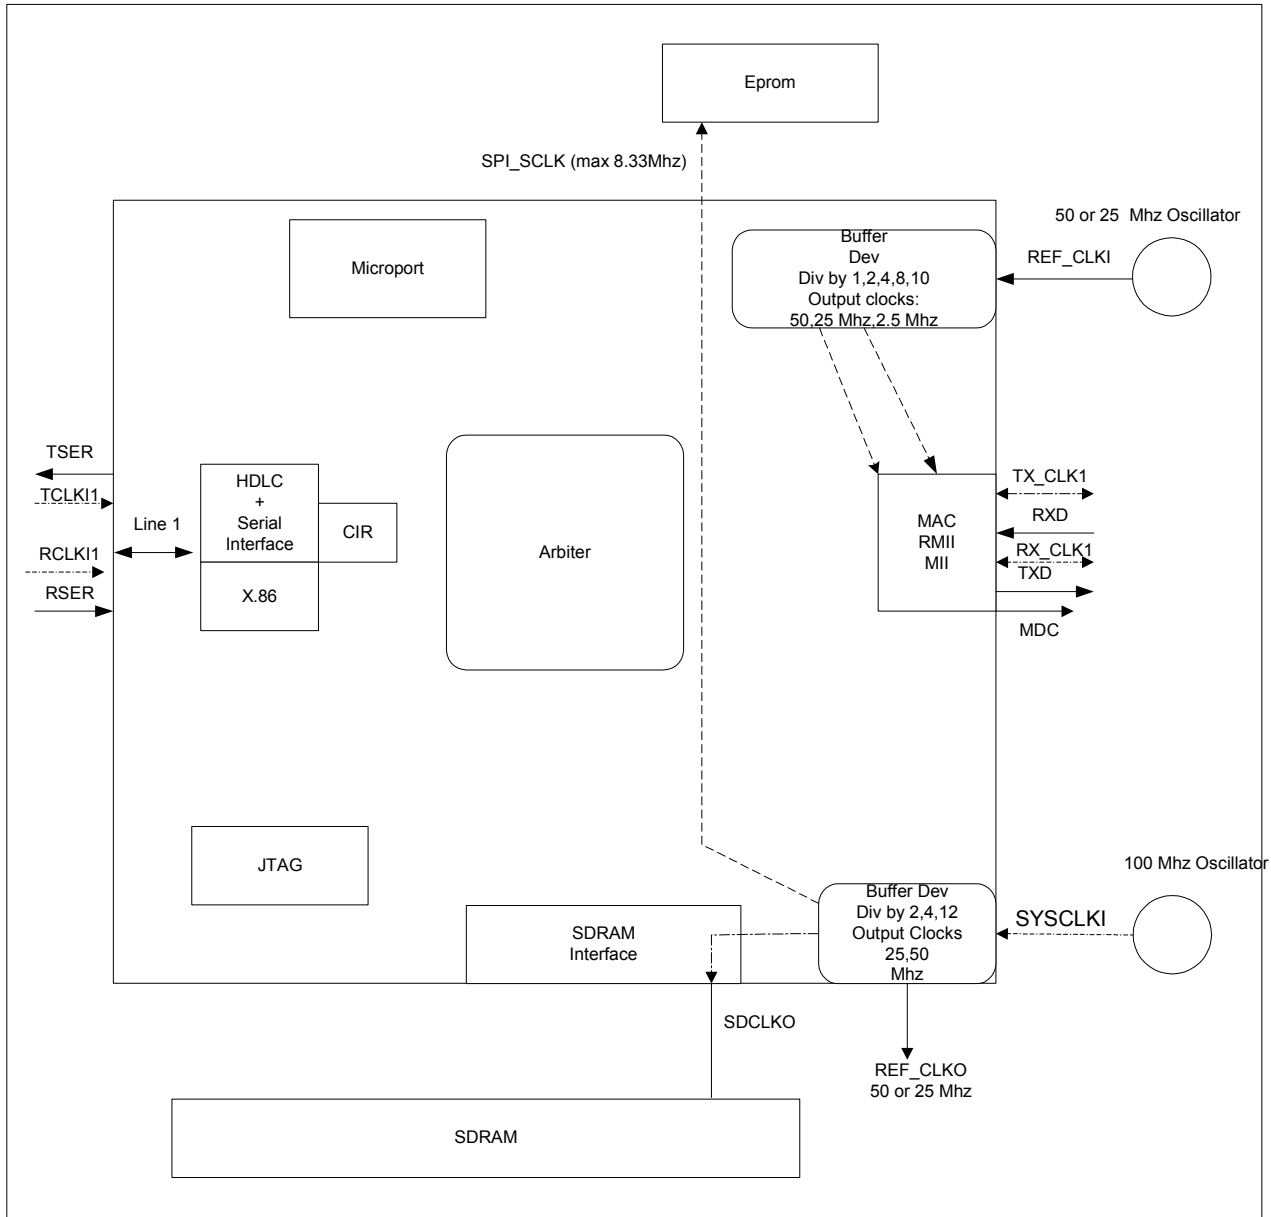 Eprom
SPI_SCLK (max 8.33Mhz)
50 or 25 Mhz Oscillator
Microport
Buffer
Dev
Div by 1,2,4,8,10
Output clocks:
50,25 Mhz,2.5 Mhz
REF_CLKI
TSER
TCLKI1
Line 1
RCLKI1
RSER
HDLC
+
Serial
Interface
CIR
X.86
Arbiter
MAC
RMII
MII
TX_CLK1
RXD
RX_CLK1
TXD
MDC
JTAG
SDRAM
Interface
Buffer Dev
Div by 2,4,12
Output Clocks
25,50
Mhz
100 Mhz Oscillator
SYSCLKI
SDCLKO
REF_CLKO
50 or 25 Mhz
SDRAM